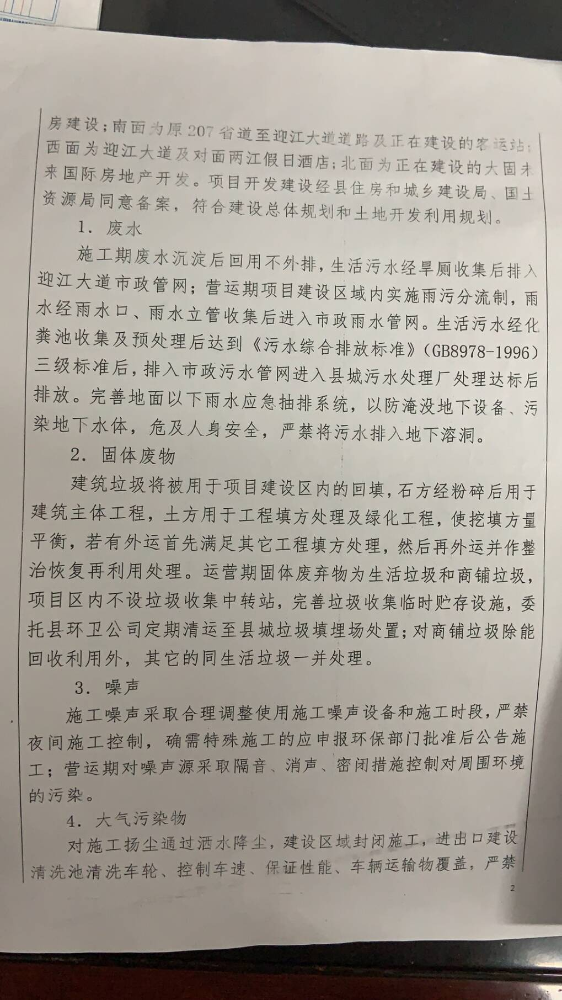 房建设；南面为原207省道至迎江大道道路及正在建设的客运站；
西面为迎江大道及对面两江假日酒店；北面为正在建设的大固未
来国际房地产开发。项目开发建设经县住房和城乡建设局、国土
资源局同意备案，符合建设总体规划和土地开发利用规划。
1．废水
施工期废水沉淀后回用不外排，生活污水经旱厕收集后排入
迎江大道市政管网；营运期项目建设区域内实施雨污分流制，雨
水经雨水口、雨水立管收集后进入市政雨水管网。生活污水经化
粪池收集及预处理后达到《污水综合排放标准》（GB8978-1996）
三级标准后，排入市政污水管网进入县城污水处理厂处理达标后
排放。完善地面以下雨水应急抽排系统，以防淹没地下设备、污
染地下水体，危及人身安全，严禁将污水排入地下溶洞。
2．固体废物
建筑垃圾将被用于项目建设区内的回填，石方经粉碎后用于
建筑主体工程，土方用于工程填方处理及绿化工程，使挖填方量
平衡，若有外运首先满足其它工程填方处理，然后再外运并作整
治恢复再利用处理。运营期固体废弃物为生活垃圾和商铺垃圾，
项目区内不设垃圾收集中转站，完善垃圾收集临时贮存设施，委
托县环卫公司定期清运至县城垃圾填埋场处置；对商铺垃圾除能
回收利用外，其它的同生活垃圾一并处理。
3．噪声
施工噪声采取合理调整使用施工噪声设备和施工时段，严禁
夜间施工控制，确需特殊施工的应申报环保部门批准后公告施
工；营运期对噪声源采取隔音、消声、密闭措施控制对周围环境
的污染。
4．大气污染物
对施工扬尘通过洒水降尘，建设区域封闭施工，进出口建设
清洗池清洗车轮、控制车速、保证性能、车辆运输物覆盖，严禁
2